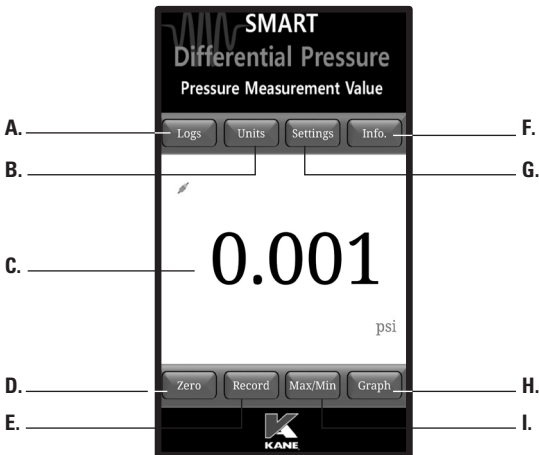 SMART
Differential Pressure
Pressure Measurement Value
A.
Logs
Units
Settings
Info.
F.
B.
G.
C.
0.001
psi
D.
Zero
Record
Max/Min
Graph
H.
E.
I.
KANE